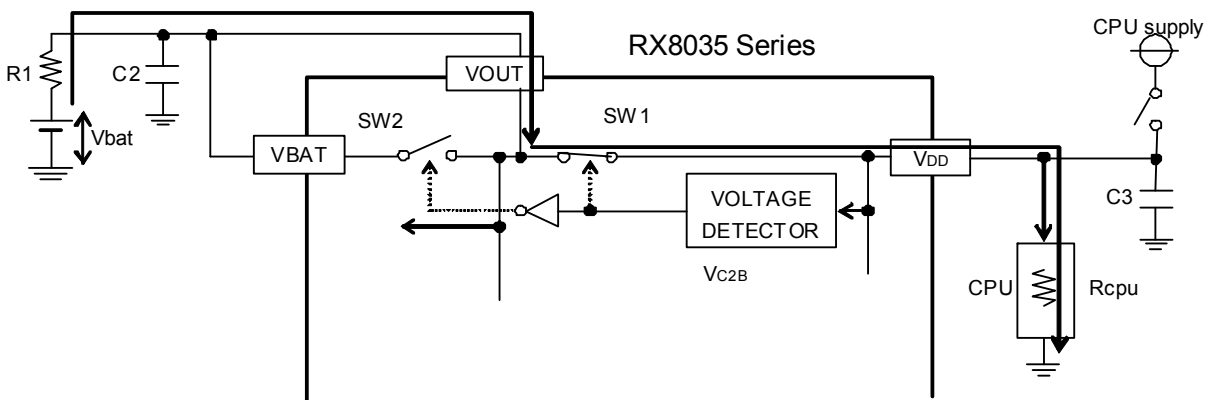 CPU supply
RX8035 Series
R1
C2
VOUT
Vbat
SW2
SW1
VBAT
VDD
VOLTAGE
DETECTOR
C3
VC2B
CPU
Rcpu